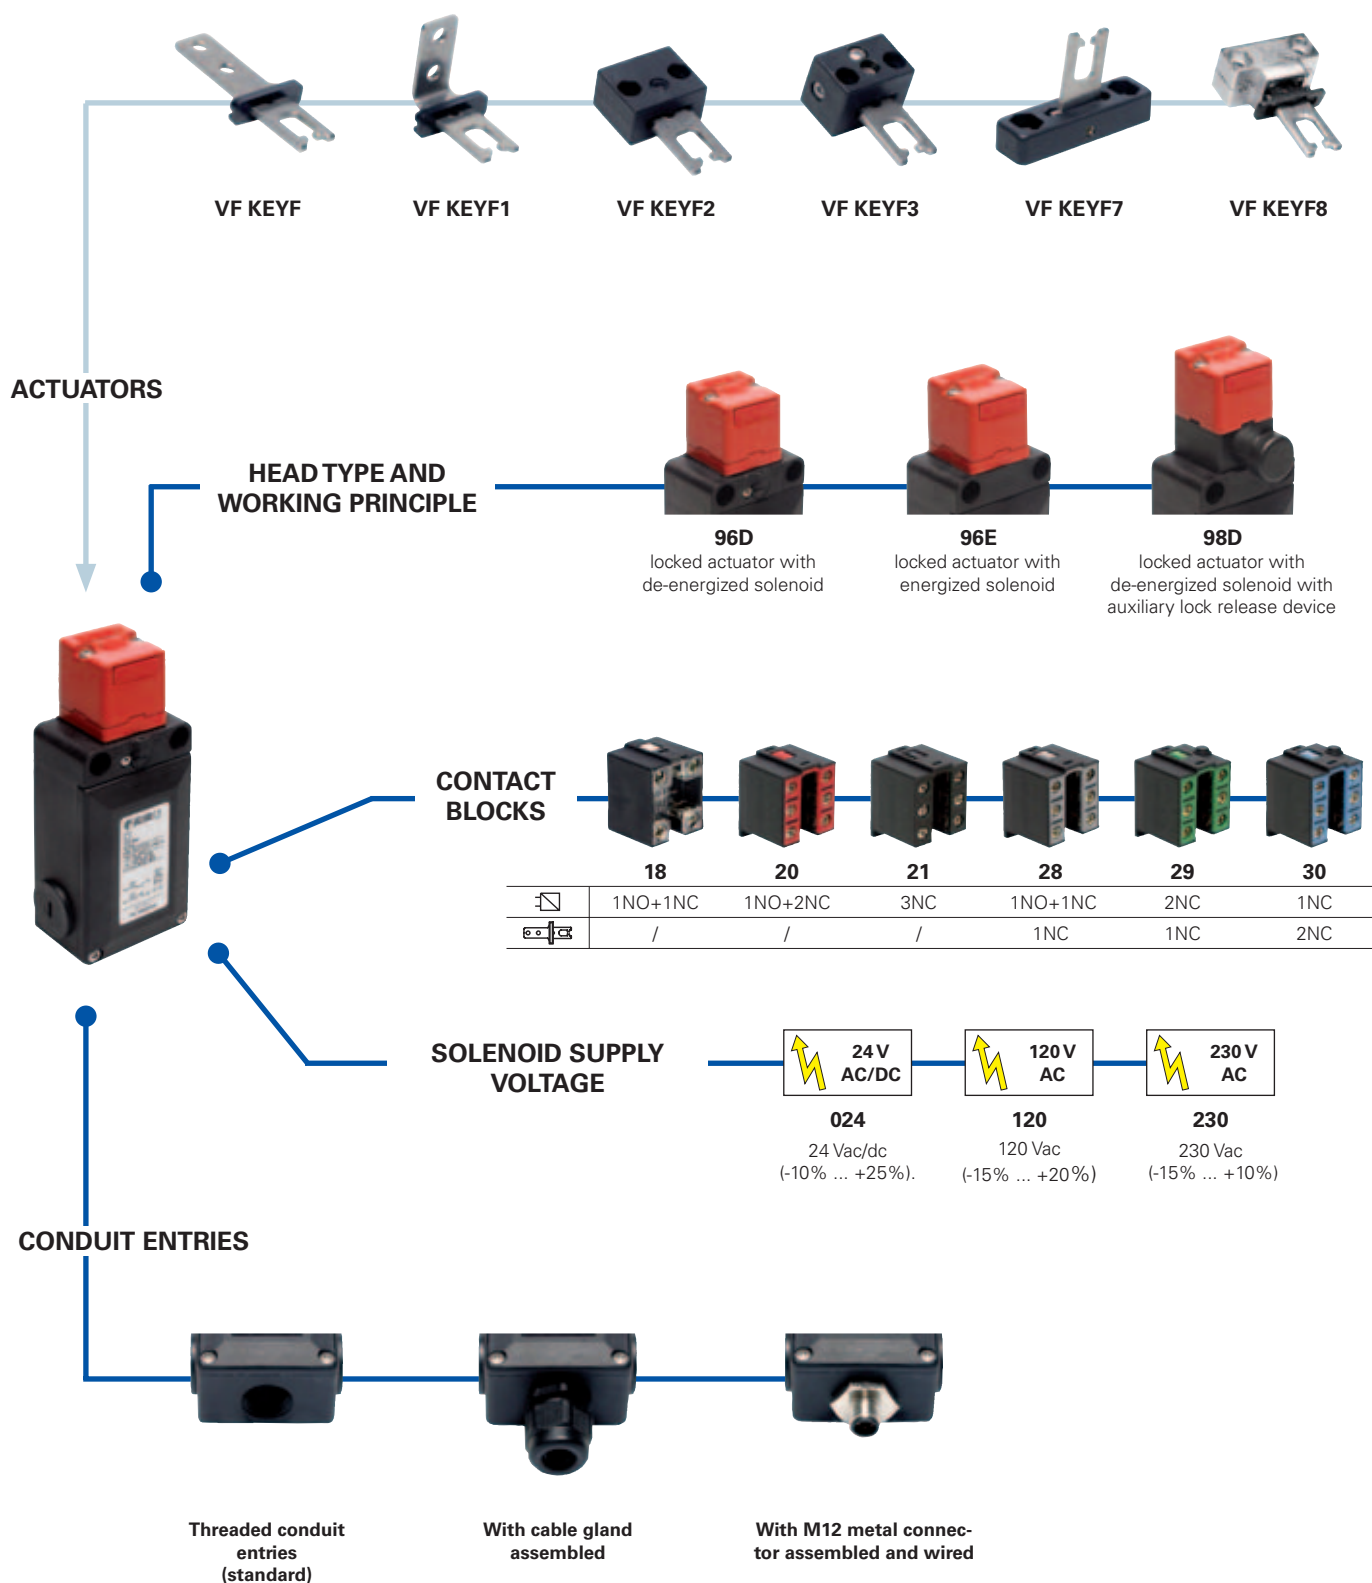 VF KEYF
VF KEYF1
VF KEYF2
VF KEYF3
VF KEYF7
VF KEYF8
ACTUATORS
HEAD TYPE AND
WORKING PRINCIPLE
96D
locked actuator with
de-energized solenoid
96E
locked actuator with
energized solenoid
98D
locked actuator with
de-energized solenoid with
auxiliary lock release device
CONTACT
BLOCKS
18 20 21 28 29 30
1NO+1NC 1NO+2NC 3NC 1NO+1NC 2NC 1NC
/ / / 1NC 1NC 2NC
SOLENOID SUPPLY
VOLTAGE
24 V
AC/DC
120 V
AC
230 V
AC
024
24 Vac/dc
(-10% ... +25%).
120
120 Vac
(-15% ... +20%)
230
230 Vac
(-15% ... +10%)
CONDUIT ENTRIES
Threaded conduit
entries
(standard)
With cable gland
assembled
With M12 metal connec-
tor assembled and wired